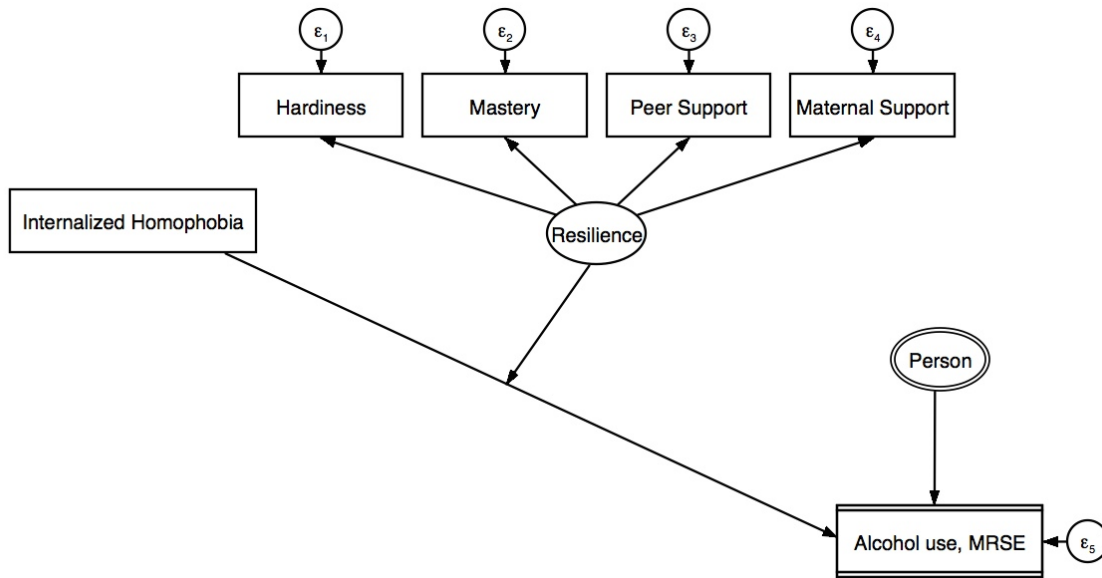 ε1
ε2
ε3
ε4
Hardiness
Mastery
Peer Support
Maternal Support
Internalized Homophobia
Resilience
Person
Alcohol use, MRSE
ε5